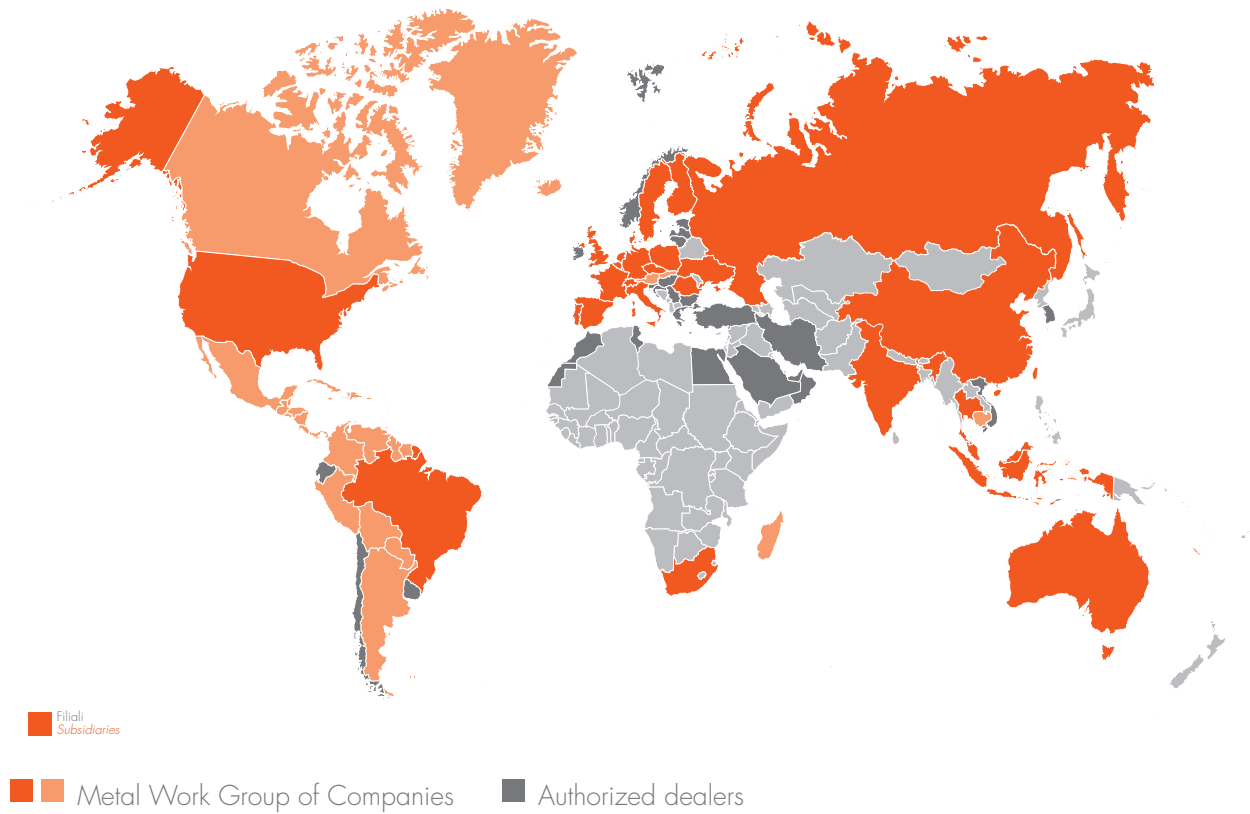 Filiali
Subsidiaries
Metal Work Group of Companies
Authorized dealers